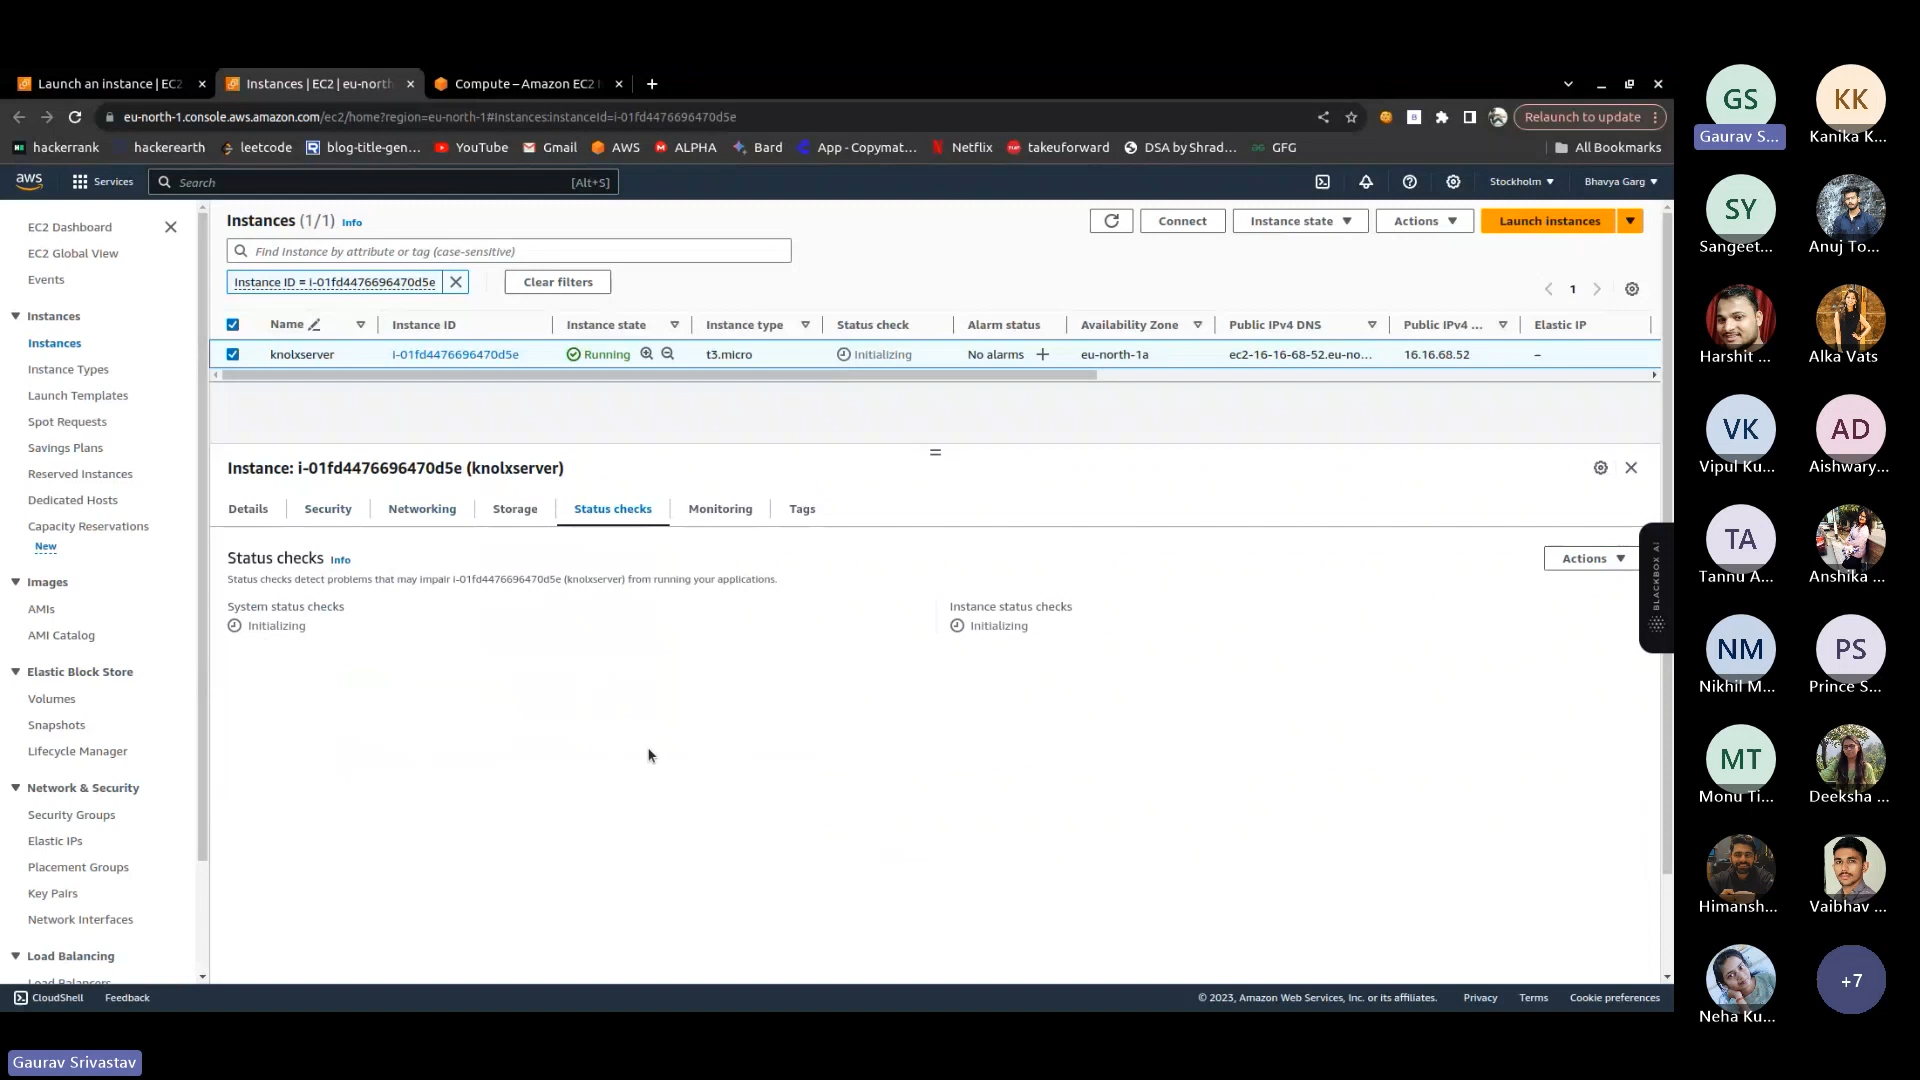 Launch an instance | EC2
Instances | EC2 | eu-north
Compute – Amazon EC2
eu-north-1.console.aws.amazon.com/ec2/home?region=eu-north-1#Instances:instanceId=i-01fd4476696470d5e
Relaunch to update
hackerrank
hackerearth
leetcode
blog-title-gen...
YouTube
Gmail
AWS
ALPHA
Bard
App - Copymat...
Netflix
takeuforward
DSA by Shrad...
GFG
All Bookmarks
aws
Services
Search
[Alt+S]
Stockholm
Bhavya Garg
EC2 Dashboard
EC2 Global View
Events
Instances
Instances
Instance Types
Launch Templates
Spot Requests
Savings Plans
Reserved Instances
Dedicated Hosts
Capacity Reservations
New
Images
AMIs
AMI Catalog
Elastic Block Store
Volumes
Snapshots
Lifecycle Manager
Network & Security
Security Groups
Elastic IPs
Placement Groups
Key Pairs
Network Interfaces
Load Balancing
Load Balancers
Instances (1/1) Info
Connect
Instance state
Actions
Launch instances
Find Instance by attribute or tag (case-sensitive)
Instance ID = i-01fd4476696470d5e
Clear filters
1
Name Instance ID Instance state Instance type Status check Alarm status Availability Zone Public IPv4 DNS Public IPv4 ... Elastic IP
knolxserver i-01fd4476696470d5e Running t3.micro Initializing No alarms + eu-north-1a ec2-16-16-68-52.eu-no... 16.16.68.52 –
Instance: i-01fd4476696470d5e (knolxserver)
Details Security Networking Storage Status checks Monitoring Tags
Status checks Info
Actions
Status checks detect problems that may impair i-01fd4476696470d5e (knolxserver) from running your applications.
System status checks
Initializing
Instance status checks
Initializing
BLACKBOX AI
CloudShell
Feedback
© 2023, Amazon Web Services, Inc. or its affiliates.
Privacy
Terms
Cookie preferences
GS
Gaurav S...
KK
Kanika K...
SY
Sangeet...
Anuj To...
Harshit ...
Alka Vats
VK
Vipul Ku...
AD
Aishwary...
TA
Tannu A...
Anshika ...
NM
Nikhil M...
PS
Prince S...
MT
Monu Ti...
Deeksha ...
Himansh...
Vaibhav ...
Neha Ku...
+7
Gaurav Srivastav